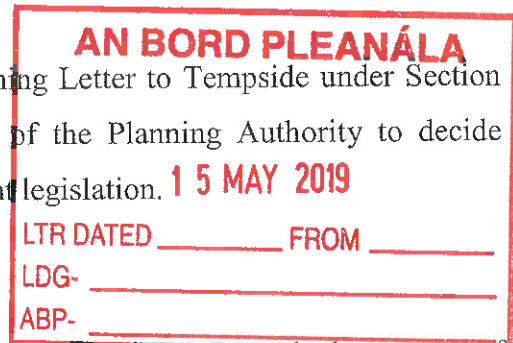 AN BORD PLEANÁLA
Letter to Tempside under Section
of the Planning Authority to decide
legislation. 15 MAY 2019
LTR DATED FROM
LDG-
ABP-